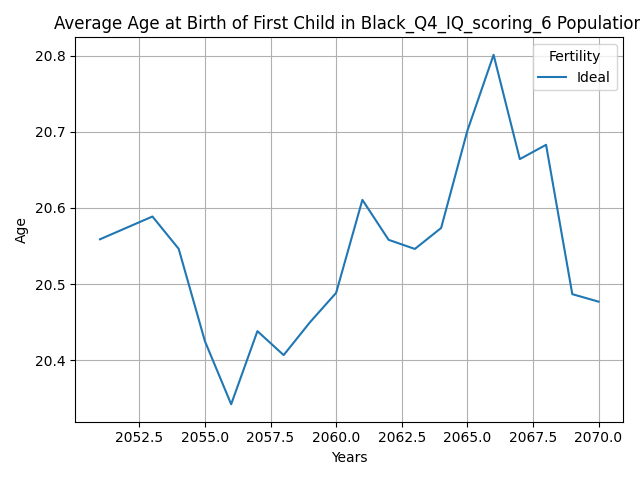 Average Age at Birth of First Child in Black_Q4_IQ_scoring_6 Population
Fertility
Ideal
20.8
20.7
20.6
20.5
20.4
Age
2052.5 2055.0 2057.5 2060.0 2062.5 2065.0 2067.5 2070.0
Years